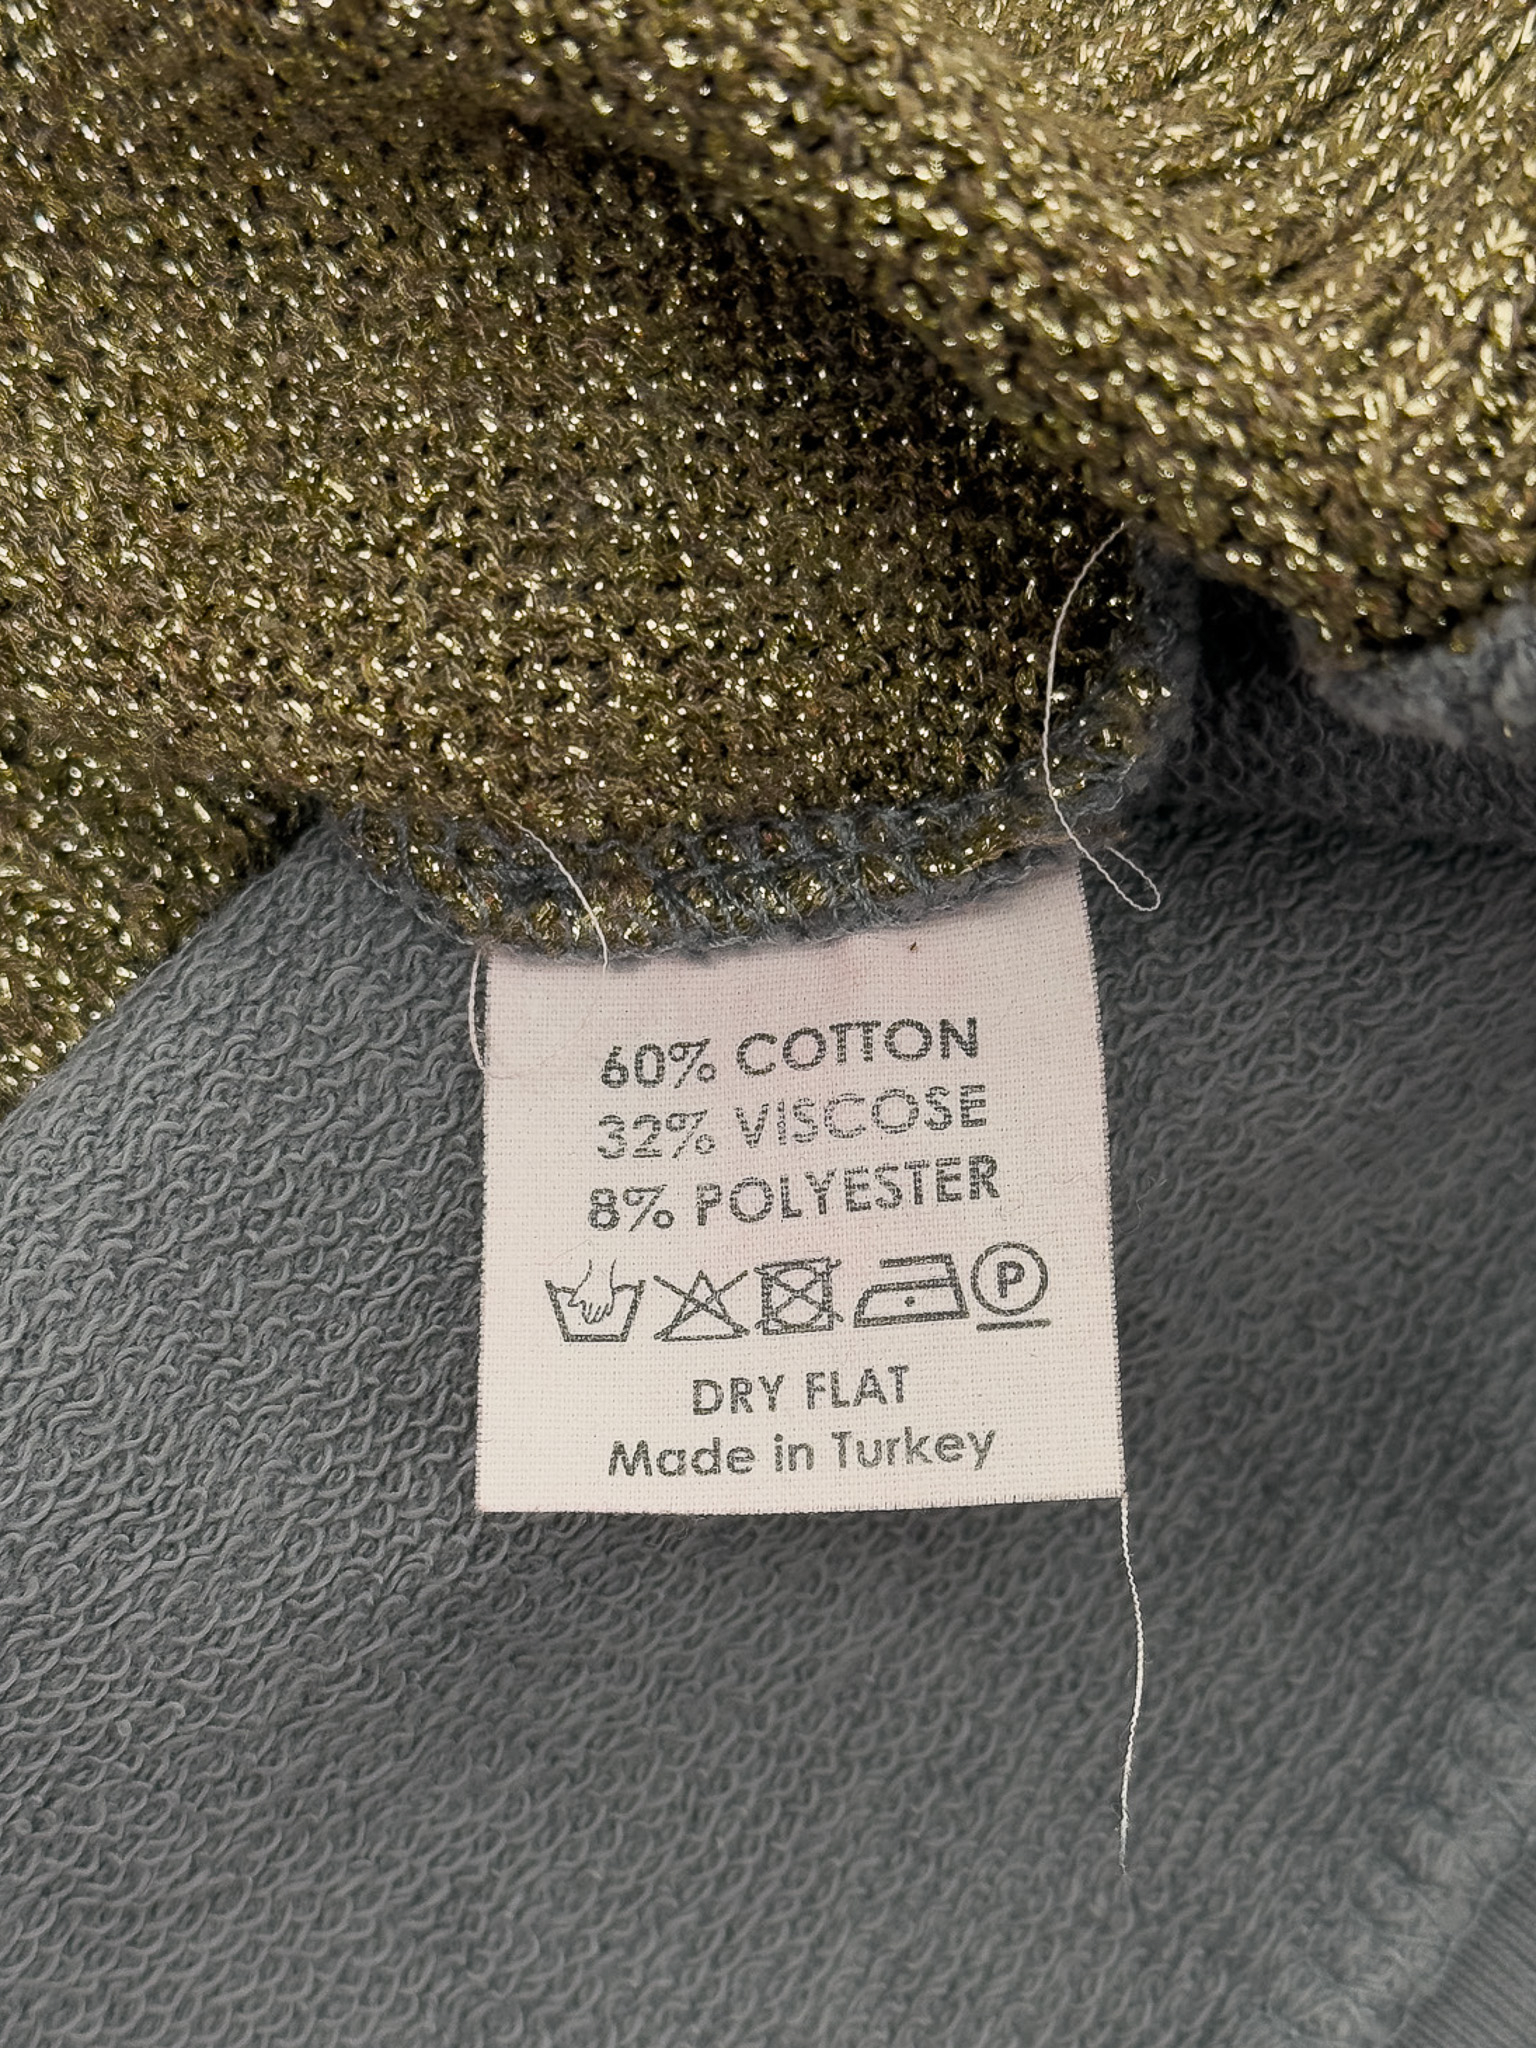 60% COTTON
32% VISCOSE
8% POLYESTER
P
DRY FLAT
Made in Turkey